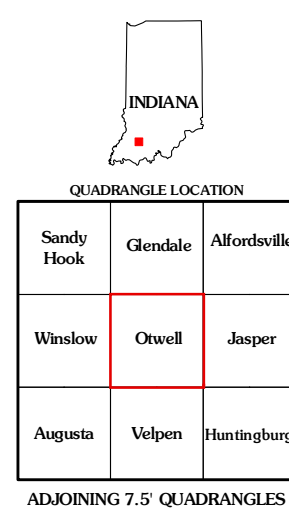 INDIANA
QUADRANGLE LOCATION
Sandy
Hook
Glendale
Alfordsville
Winslow
Otwell
Jasper
Augusta
Velpen
Huntingburg
ADJOINING 7.5' QUADRANGLES